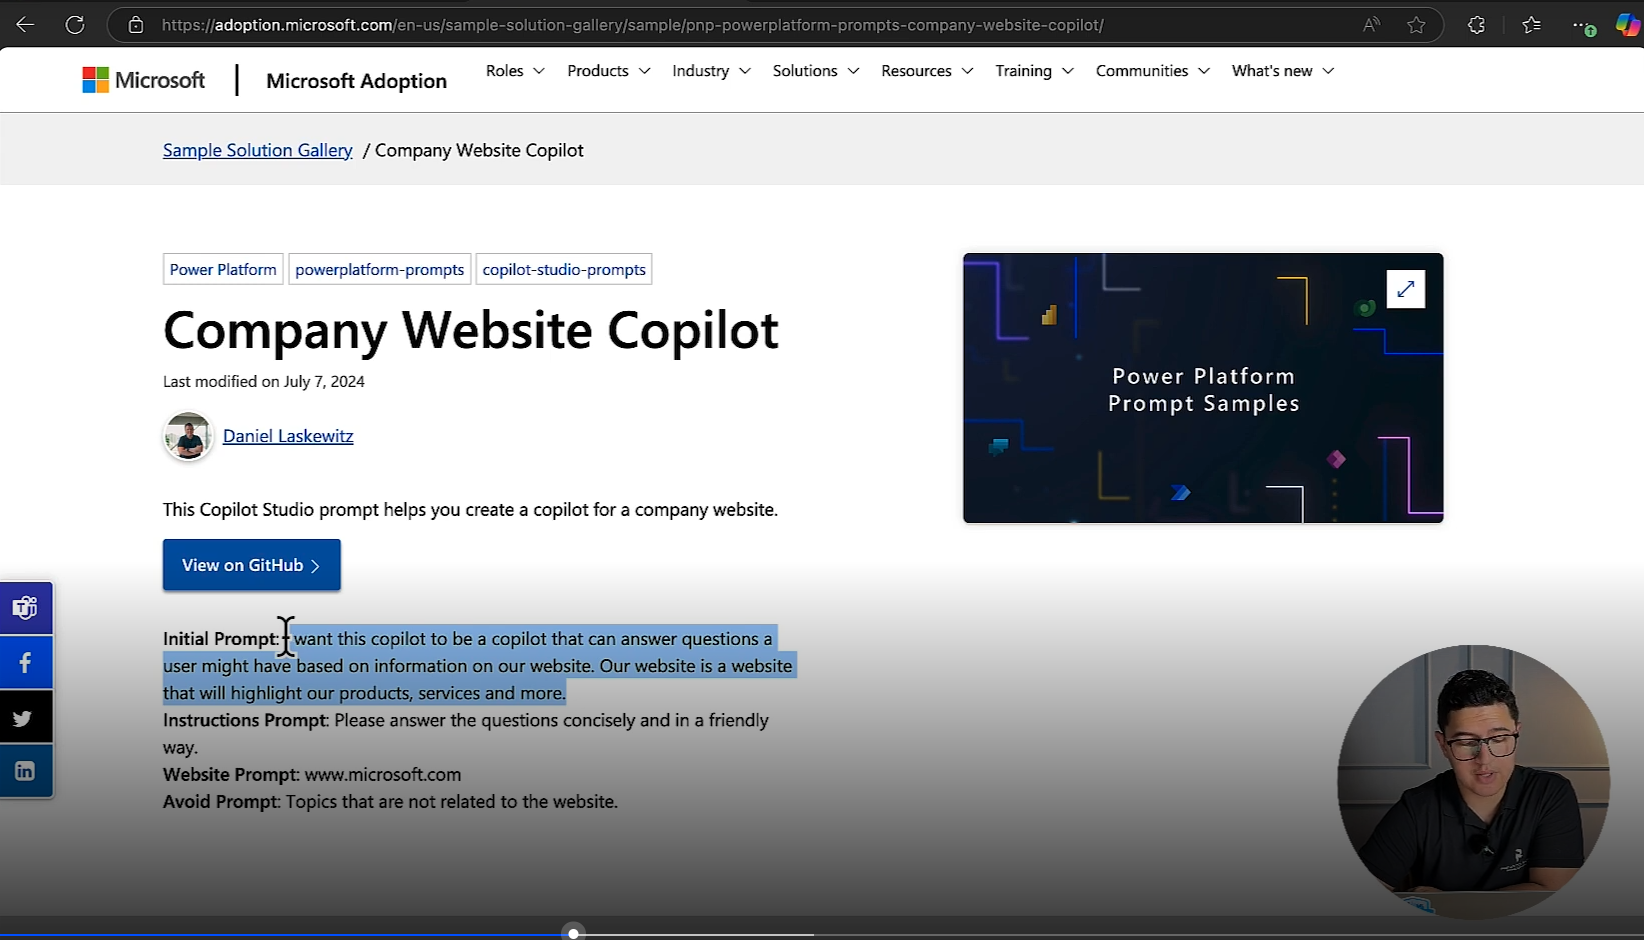 https://adoption.microsoft.com/en-us/sample-solution-gallery/sample/pnp-powerplatform-prompts-company-website-copilot/
Microsoft
Microsoft Adoption
Roles
Products
Industry
Solutions
Resources
Training
Communities
What's new
Sample Solution Gallery / Company Website Copilot
Power Platform
powerplatform-prompts
copilot-studio-prompts
Company Website Copilot
Last modified on July 7, 2024
Daniel Laskewitz
This Copilot Studio prompt helps you create a copilot for a company website.
View on GitHub
Power Platform
Prompt Samples
Initial Prompt: I want this copilot to be a copilot that can answer questions a
user might have based on information on our website. Our website is a website
that will highlight our products, services and more.
Instructions Prompt: Please answer the questions concisely and in a friendly
way.
Website Prompt: www.microsoft.com
Avoid Prompt: Topics that are not related to the website.